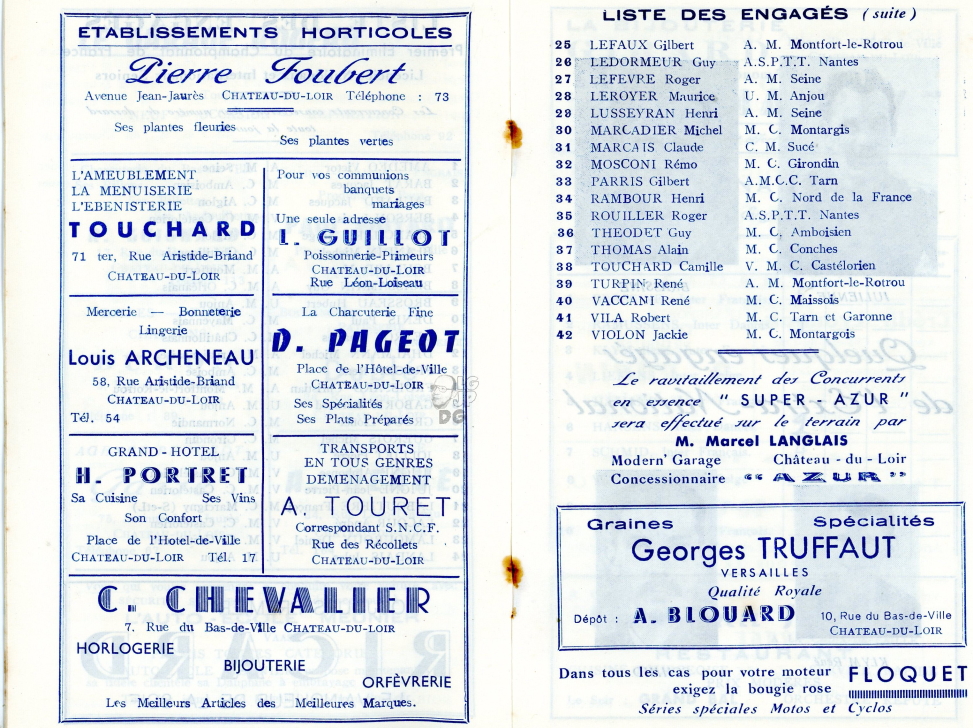 ETABLISSEMENTS HORTICOLES
Pierre Foubert
Avenue Jean-Jaurès CHATEAU-DU-LOIR Téléphone : 73
Ses plantes fleuries
Ses plantes vertes
L'AMEUBLEMENT
LA MENUISERIE
L'EBENISTERIE
TOUCHARD
71 ter, Rue Aristide-Briand
CHATEAU-DU-LOIR
Pour vos communions
banquets
mariages
Une seule adresse
L. GUILLOT
Poissonnerie-Primeurs
CHATEAU-DU-LOIR
Rue Léon-Loiseau
Mercerie — Bonneterie
Lingerie
Louis ARCHENEAU
58, Rue Aristide-Briand
CHATEAU-DU-LOIR
Tél. 54
La Charcuterie Fine
D. PAGEOT
Place de l'Hôtel-de-Ville
CHATEAU-DU-LOIR
Ses Spécialités
Ses Plats Préparés
GRAND-HOTEL
H. PORTRET
Sa Cuisine Ses Vins
Son Confort
Place de l'Hotel-de-Ville
CHATEAU-DU-LOIR Tél. 17
TRANSPORTS
EN TOUS GENRES
DEMENAGEMENT
A. TOURET
Correspondant S.N.C.F.
Rue des Récollets
CHATEAU-DU-LOIR
C. CHEVALIER
7, Rue du Bas-de-Ville CHATEAU-DU-LOIR
HORLOGERIE
BIJOUTERIE
ORFÈVRERIE
Les Meilleurs Articles des Meilleures Marques.
DG
LISTE DES ENGAGÉS (suite)
25 LEFAUX Gilbert A. M. Montfort-le-Rotrou
26 LEDORMEUR Guy A.S.P.T.T. Nantes
27 LEFEVRE Roger A. M. Seine
28 LEROYER Maurice U. M. Anjou
29 LUSSEYRAN Henri A. M. Seine
30 MARCADIER Michel M. C. Montargis
31 MARCAIS Claude C. M. Sucé
32 MOSCONI Rémo M. C. Girondin
33 PARRIS Gilbert A.M.C.C. Tarn
34 RAMBOUR Henri M. C. Nord de la France
35 ROUILLER Roger A.S.P.T.T. Nantes
36 THEODET Guy M. C. Amboisien
37 THOMAS Alain M. C. Conches
38 TOUCHARD Camille V. M. C. Castélorien
39 TURPIN René A. M. Montfort-le-Rotrou
40 VACCANI René M. C. Maissois
41 VILA Robert M. C. Tarn et Garonne
42 VIOLON Jackie M. C. Montargois
Le ravitaillement des Concurrents
en essence " SUPER - AZUR "
sera effectué sur le terrain par
M. Marcel LANGLAIS
Modern' Garage Château - du - Loir
Concessionnaire " AZUR "
Graines Spécialités
Georges TRUFFAUT
VERSAILLES
Qualité Royale
Dépôt : A. BLOUARD 10, Rue du Bas-de-Ville
CHATEAU-DU-LOIR
Dans tous les cas pour votre moteur FLOQUET
exigez la bougie rose
Séries spéciales Motos et Cyclos